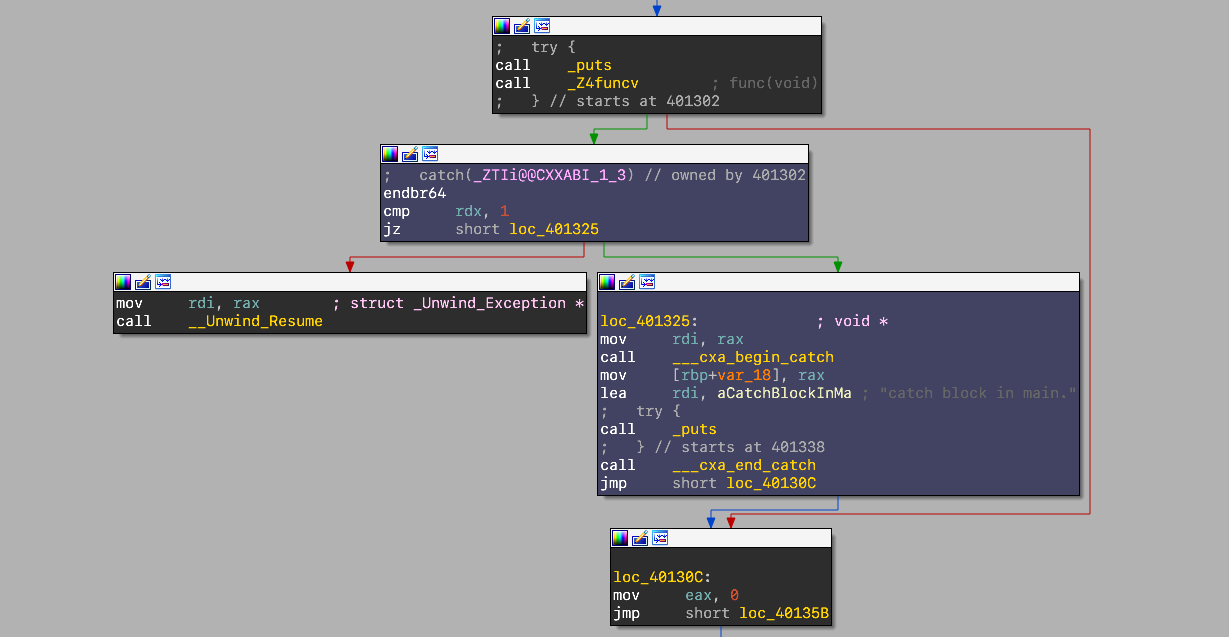 ;   try {
call    _puts
call    _Z4funcv        ; func(void)
;   } // starts at 401302
;   catch(_ZTIi@@CXXABI_1_3) // owned by 401302
endbr64
cmp     rdx, 1
jz      short loc_401325
mov     rdi, rax        ; struct _Unwind_Exception *
call    __Unwind_Resume
loc_401325:             ; void *
mov     rdi, rax
call    ___cxa_begin_catch
mov     [rbp+var_18], rax
lea     rdi, aCatchBlockInMa ; "catch block in main."
;   try {
call    _puts
;   } // starts at 401338
call    ___cxa_end_catch
jmp     short loc_40130C
loc_40130C:
mov     eax, 0
jmp     short loc_40135B